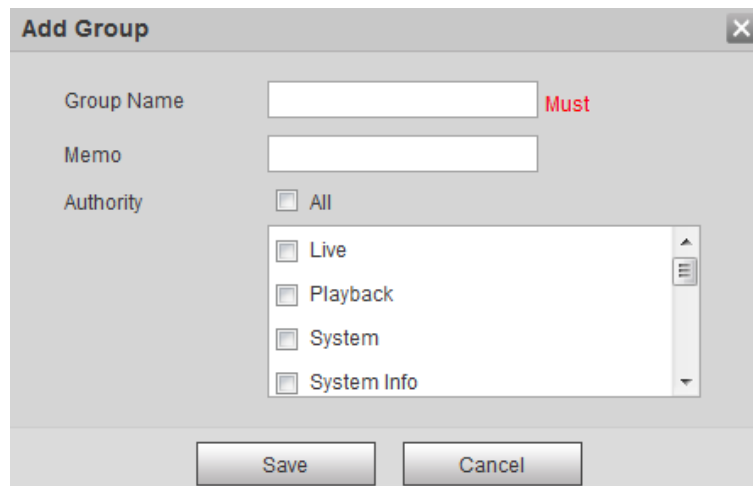 Add Group
Group Name Must
Memo
Authority All
Live
Playback
System
System Info
Save Cancel